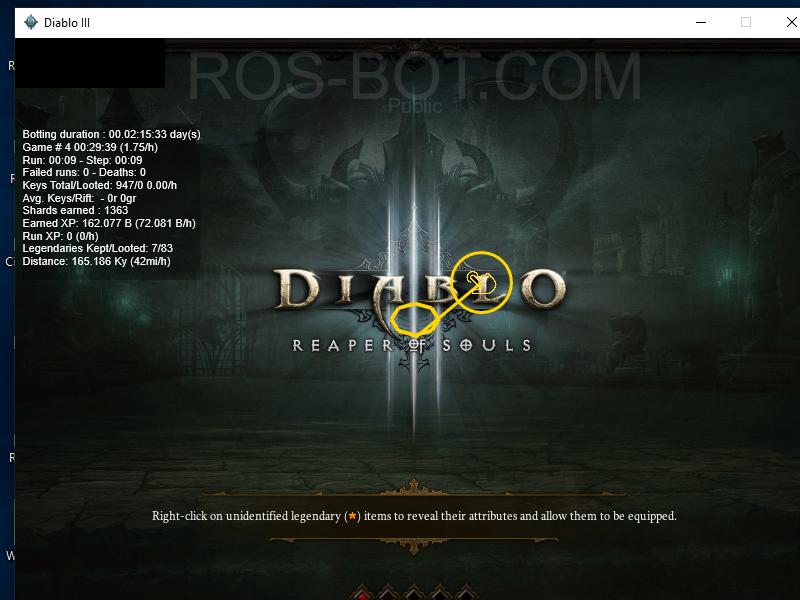 Diablo III
ROS-BOT.COM
Public
Botting duration : 00.02:15:33 day(s)
Game # 4 00:29:39 (1.75/h)
Run: 00:09 - Step: 00:09
Failed runs: 0 - Deaths: 0
Keys Total/Looted: 947/0 0.00/h
Avg. Keys/Rift:  - 0r 0gr
Shards earned : 1363
Earned XP: 162.077 B (72.081 B/h)
Run XP: 0 (0/h)
Legendaries Kept/Looted: 7/83
Distance: 165.186 Ky (42mi/h)
DIABLO
REAPER OF SOULS
Right-click on unidentified legendary (*) items to reveal their attributes and allow them to be equipped.